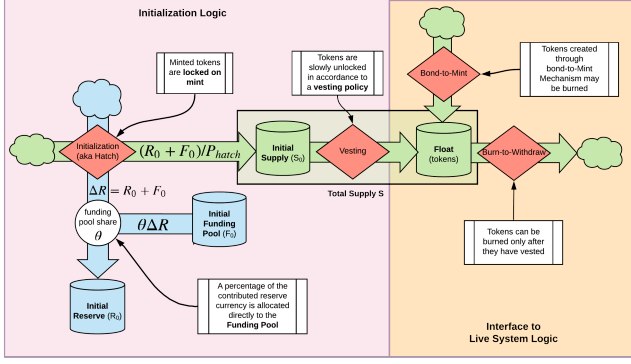 Initialization Logic
Minted tokens
are locked on
mint
Tokens are
slowly unlocked
in accordance to
a vesting policy
Bond-to-Mint
Tokens created
through
bond-to-Mint
Mechanism may
be burned
Initialization
(aka Hatch)
(R₀ + F₀)/P_hatch
Initial
Supply (S₀)
Vesting
Float
(tokens)
Burn-to-Withdraw
Total Supply S
ΔR = R₀ + F₀
funding
pool share
θ
θΔR
Initial
Funding
Pool (F₀)
Tokens can be
burned only after
they have vested
Initial
Reserve (R₀)
A percentage of the
contributed reserve
currency is allocated
directly to the
Funding Pool
Interface to
Live System Logic